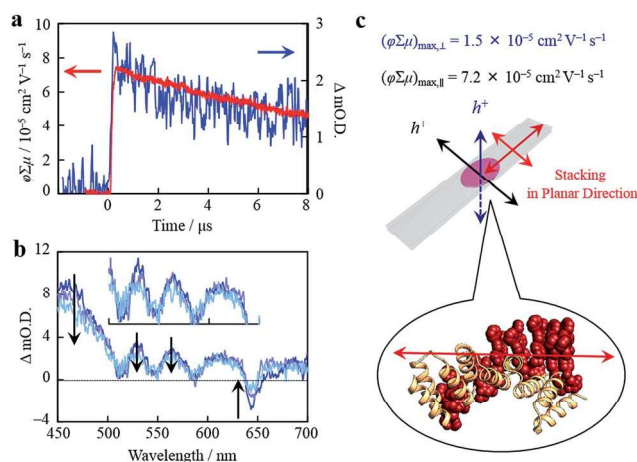 a
10
8
6
4
2
0
φΣμ / 10⁻⁵ cm² V⁻¹ s⁻¹
3
2
1
0
Δ mO.D.
0 2 4 6 8
Time / μs
b
12
8
4
0
−4
Δ mO.D.
450 500 550 600 650 700
Wavelength / nm
c
(φΣμ)max,⊥ = 1.5 × 10⁻⁵ cm² V⁻¹ s⁻¹
(φΣμ)max,∥ = 7.2 × 10⁻⁵ cm² V⁻¹ s⁻¹
h⁺
Stacking
in Planar Direction